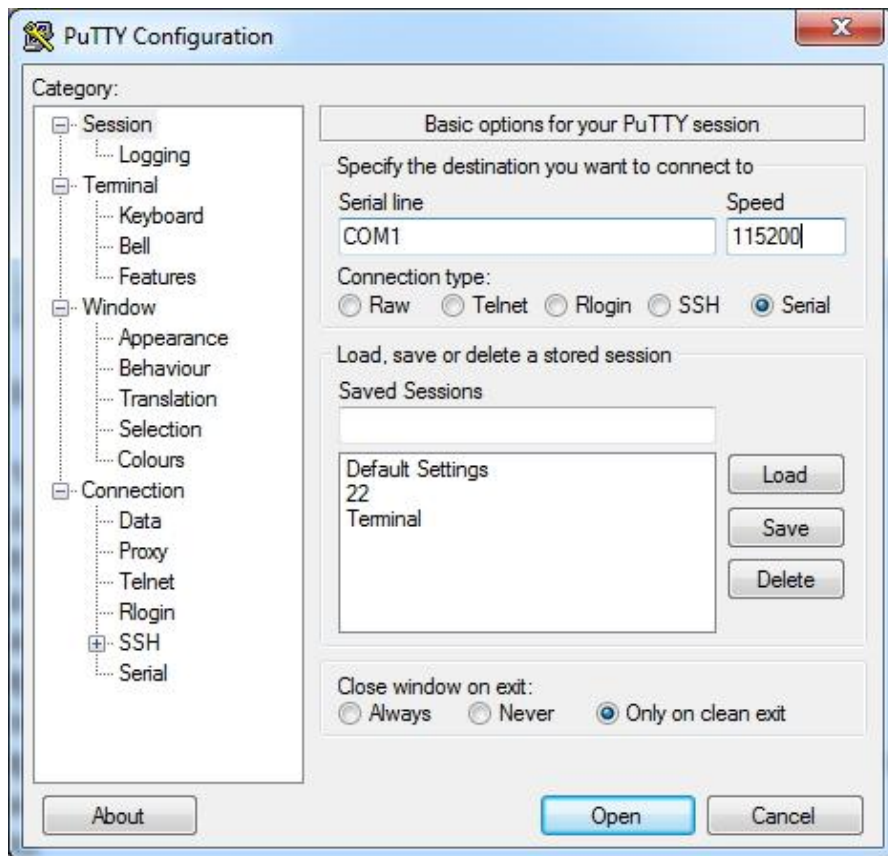 PuTTY Configuration
Category:
Session
Logging
Terminal
Keyboard
Bell
Features
Window
Appearance
Behaviour
Translation
Selection
Colours
Connection
Data
Proxy
Telnet
Rlogin
SSH
Serial
Basic options for your PuTTY session
Specify the destination you want to connect to
Serial line Speed
COM1 115200
Connection type:
Raw Telnet Rlogin SSH Serial
Load, save or delete a stored session
Saved Sessions
Default Settings
22
Terminal
Load
Save
Delete
Close window on exit:
Always Never Only on clean exit
About Open Cancel